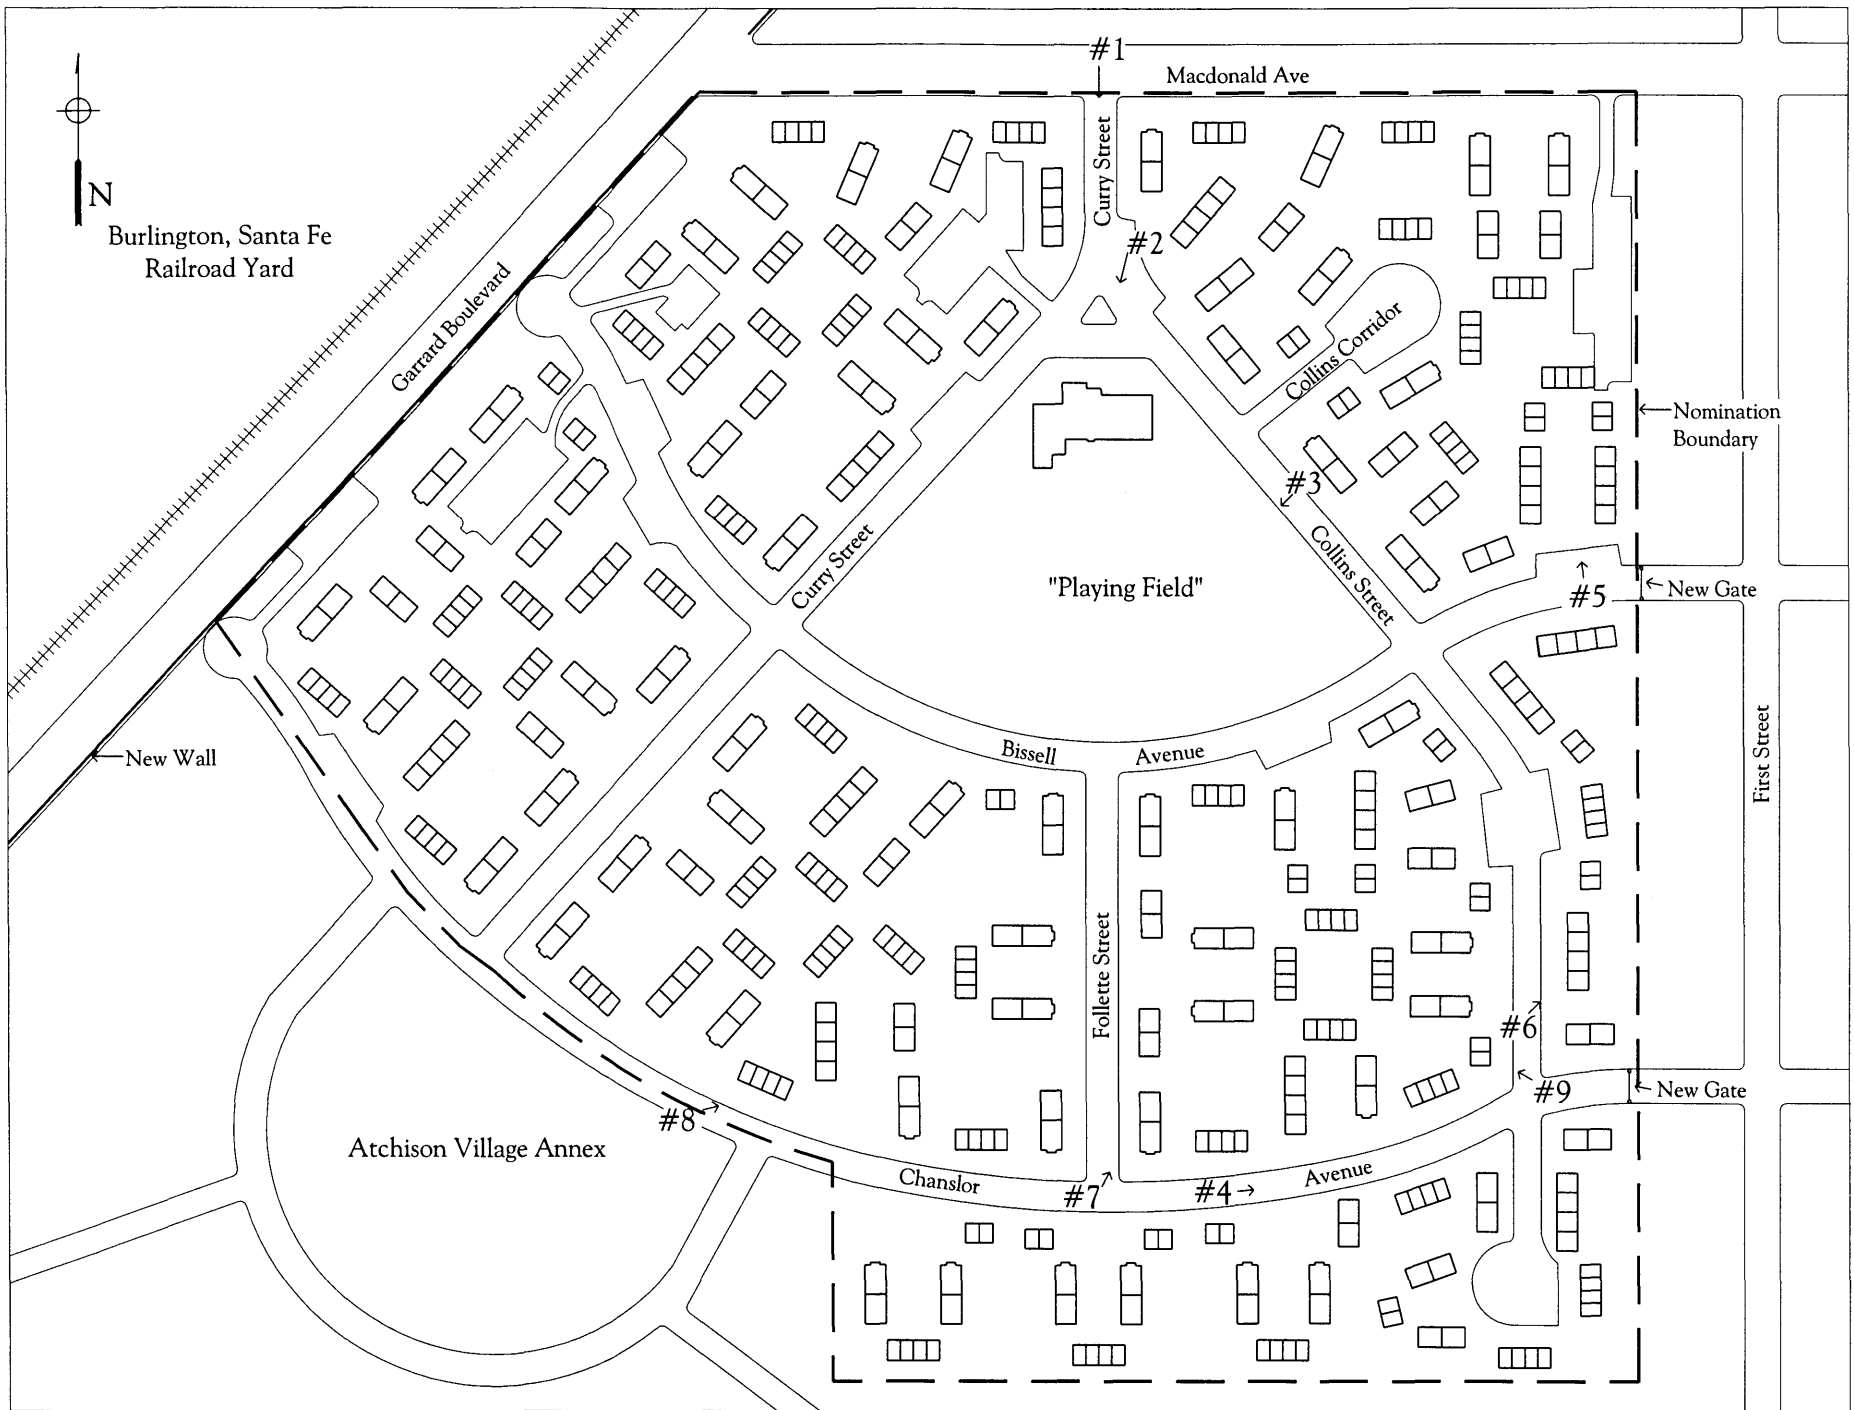 #1
Macdonald Ave
N
Curry Street
Burlington, Santa Fe
Railroad Yard
#2
Garrard Boulevard
Collins Corridor
Nomination
Boundary
#3
Curry Street
"Playing Field"
Collins Street
New Gate
#5
New Wall
Bissell
Avenue
First Street
Follette Street
#6
#9
New Gate
#8
Atchison Village Annex
Chanslor
#7
#4
Avenue